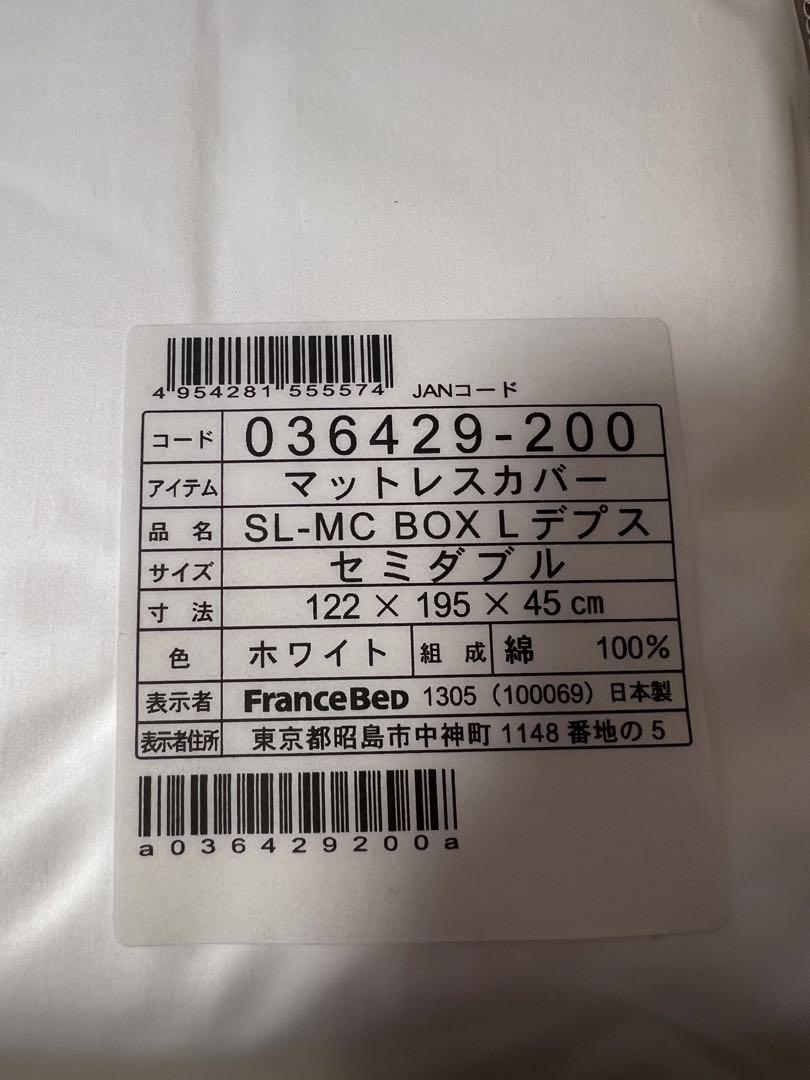 4 954281 555574 JANコード
コード 036429-200
アイテム マットレスカバー
品 名 SL-MC BOX L デプス
サイズ セミダブル
寸 法 122 × 195 × 45 ㎝
色 ホワイト 組 成 綿 100%
表示者 FRANCEBED 1305 (100069) 日本製
表示者住所 東京都昭島市中神町 1148 番地の 5
a036429200a